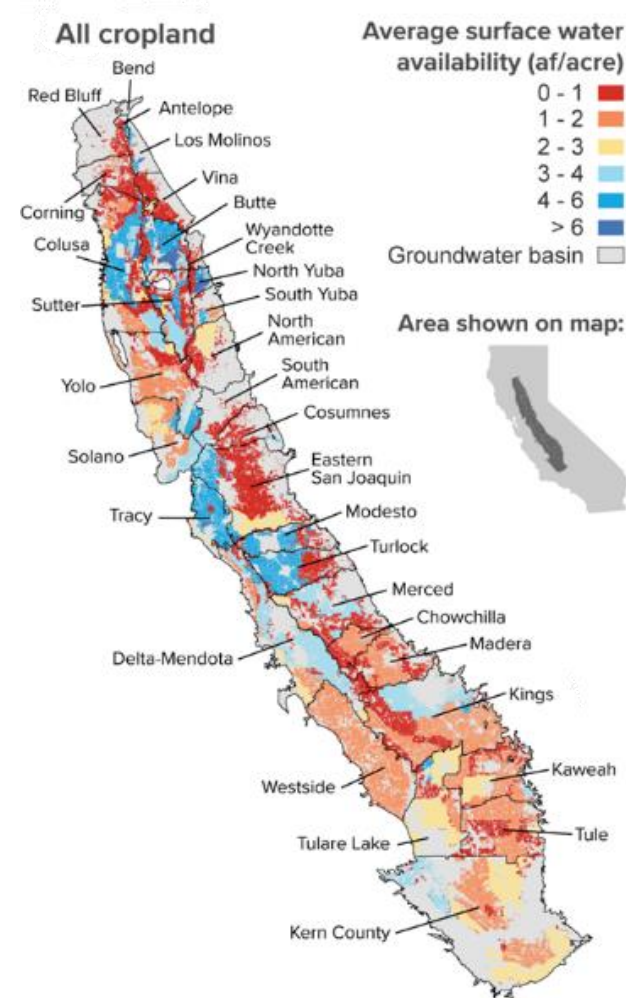 All cropland
Average surface water
availability (af/acre)
0 - 1
1 - 2
2 - 3
3 - 4
4 - 6
> 6
Groundwater basin
Area shown on map:
Bend
Red Bluff
Antelope
Los Molinos
Vina
Corning
Butte
Colusa
Wyandotte
Creek
North Yuba
Sutter
South Yuba
North
American
South
American
Yolo
Cosumnes
Solano
Eastern
San Joaquin
Tracy
Modesto
Turlock
Merced
Chowchilla
Madera
Delta-Mendota
Kings
Kaweah
Westside
Tule
Tulare Lake
Kern County